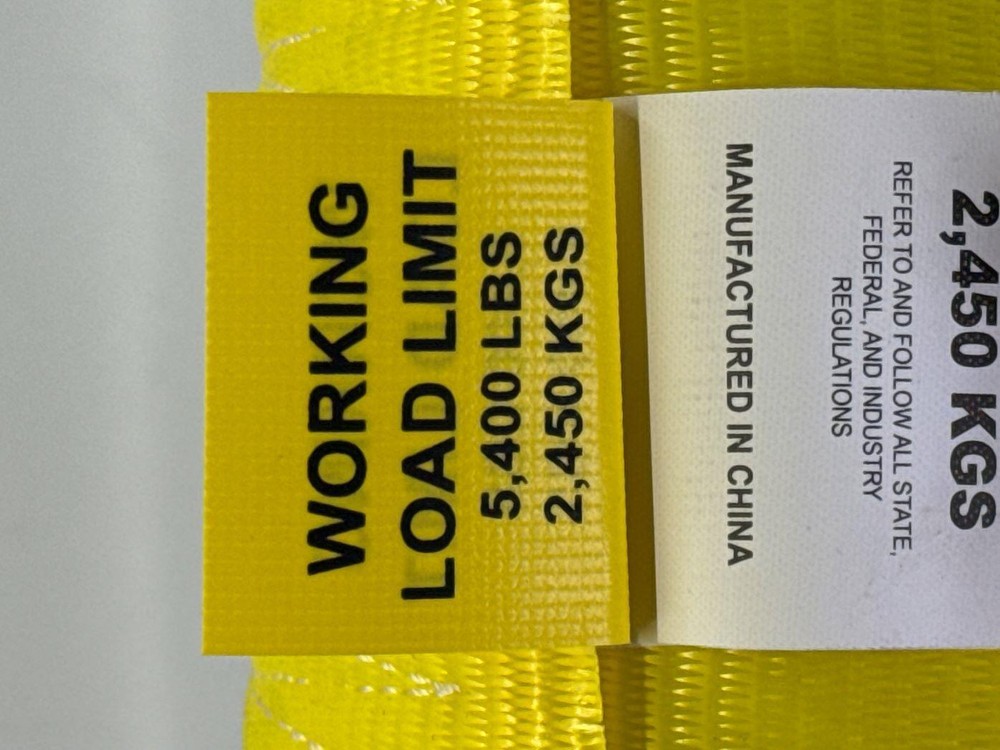 WORKING
LOAD LIMIT
5,400 LBS
2,450 KGS
2,450 KGS
REFER TO AND FOLLOW ALL STATE,
FEDERAL, AND INDUSTRY
REGULATIONS
MANUFACTURED IN CHINA